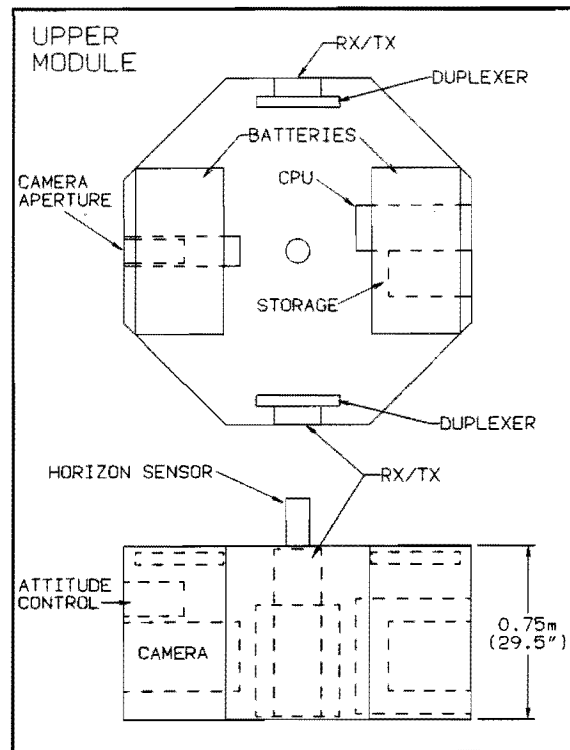 UPPER
MODULE
RX/TX
DUPLEXER
BATTERIES
CPU
CAMERA
APERTURE
STORAGE
DUPLEXER
HORIZON SENSOR
RX/TX
ATTITUDE
CONTROL
CAMERA
0.75m
(29.5")